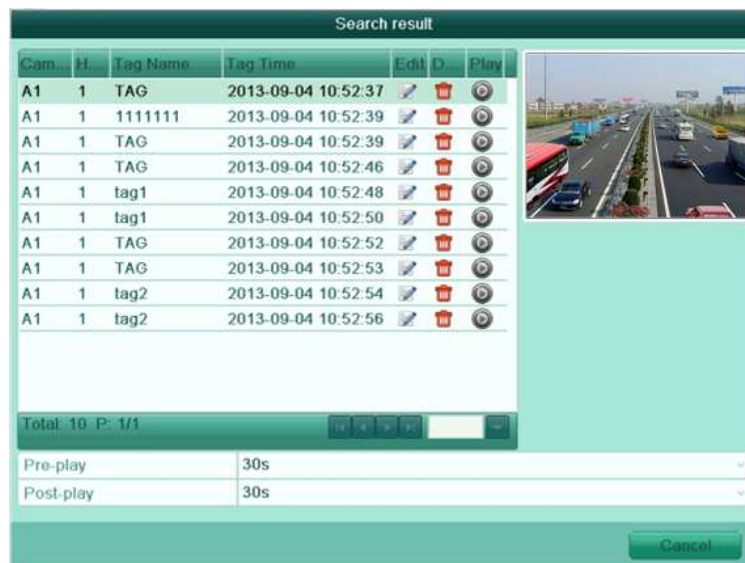 Search result
Cam... H... Tag Name Tag Time Edit D... Play
A1 1 TAG 2013-09-04 10:52:37
A1 1 1111111 2013-09-04 10:52:39
A1 1 TAG 2013-09-04 10:52:39
A1 1 TAG 2013-09-04 10:52:46
A1 1 tag1 2013-09-04 10:52:48
A1 1 tag1 2013-09-04 10:52:50
A1 1 TAG 2013-09-04 10:52:52
A1 1 TAG 2013-09-04 10:52:53
A1 1 tag2 2013-09-04 10:52:54
A1 1 tag2 2013-09-04 10:52:56
Total: 10 P: 1/1
Pre-play 30s
Post-play 30s
Cancel